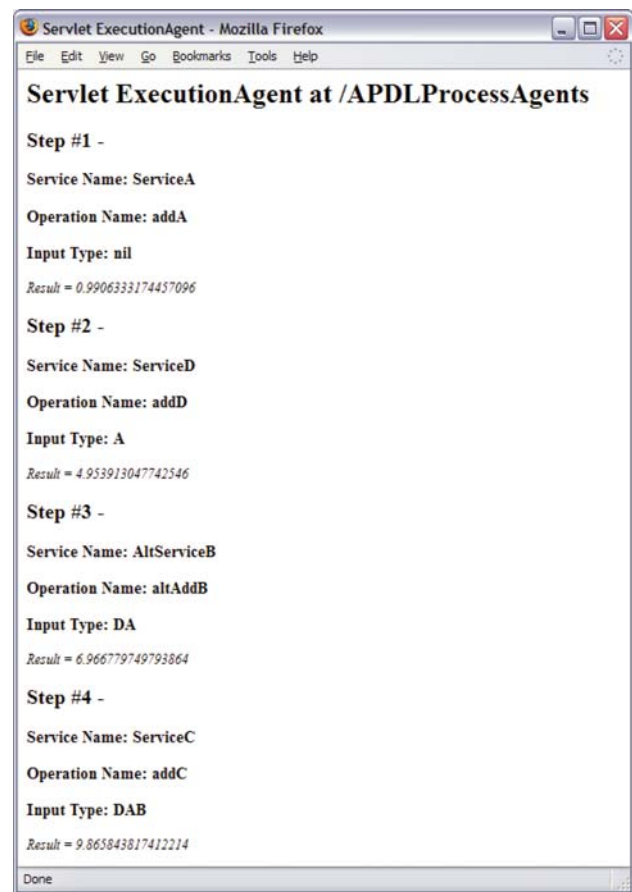 Servlet ExecutionAgent - Mozilla Firefox
File Edit View Go Bookmarks Tools Help
Servlet ExecutionAgent at /APDLProcessAgents
Step #1 -
Service Name: ServiceA
Operation Name: addA
Input Type: nil
Result = 0.9906333174457096
Step #2 -
Service Name: ServiceD
Operation Name: addD
Input Type: A
Result = 4.953913047742546
Step #3 -
Service Name: AltServiceB
Operation Name: altAddB
Input Type: DA
Result = 6.966779749793864
Step #4 -
Service Name: ServiceC
Operation Name: addC
Input Type: DAB
Result = 9.865843817412214
Done